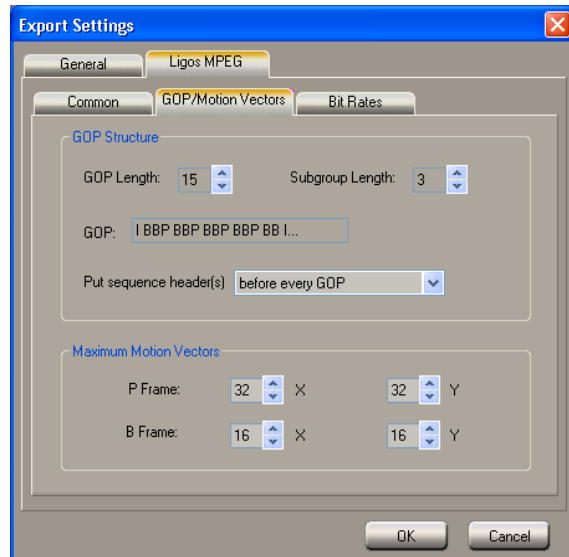 Export Settings
General Ligos MPEG
Common GOP/Motion Vectors Bit Rates
GOP Structure
GOP Length: 15 Subgroup Length: 3
GOP: I BBP BBP BBP BBP BB I...
Put sequence header(s) before every GOP
Maximum Motion Vectors
P Frame: 32 X 32 Y
B Frame: 16 X 16 Y
OK Cancel